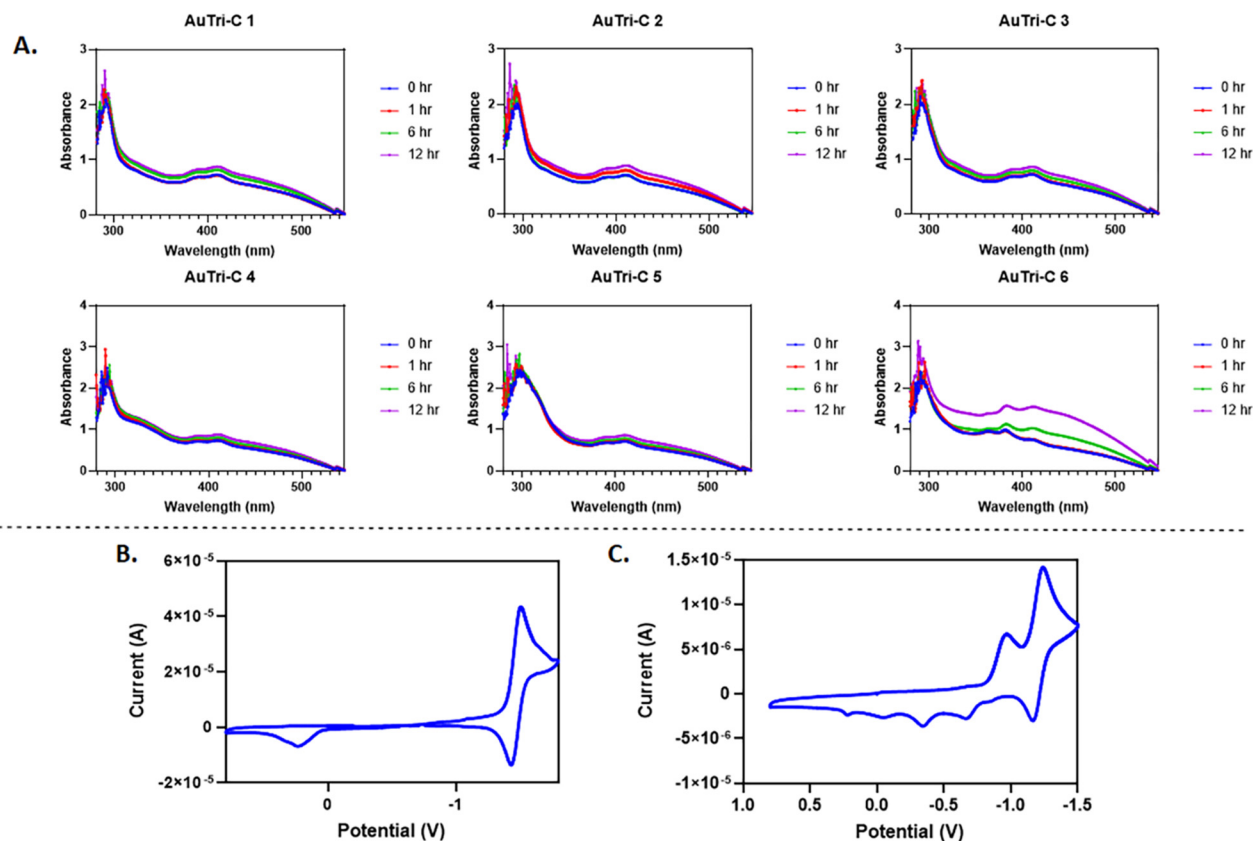 A.
AuTri-C 1
Absorbance
3
2
1
0
300
400
500
Wavelength (nm)
0 hr
1 hr
6 hr
12 hr
AuTri-C 2
Absorbance
3
2
1
0
300
400
500
Wavelength (nm)
0 hr
1 hr
6 hr
12 hr
AuTri-C 3
Absorbance
3
2
1
0
300
400
500
Wavelength (nm)
0 hr
1 hr
6 hr
12 hr
AuTri-C 4
Absorbance
4
3
2
1
0
300
400
500
Wavelength (nm)
0 hr
1 hr
6 hr
12 hr
AuTri-C 5
Absorbance
4
3
2
1
0
300
400
500
Wavelength (nm)
0 hr
1 hr
6 hr
12 hr
AuTri-C 6
Absorbance
4
3
2
1
0
300
400
500
Wavelength (nm)
0 hr
1 hr
6 hr
12 hr
B.
Current (A)
6×10⁻⁵
4×10⁻⁵
2×10⁻⁵
0
-2×10⁻⁵
0
-1
Potential (V)
C.
Current (A)
1.5×10⁻⁵
1×10⁻⁵
5×10⁻⁶
0
-5×10⁻⁶
-1×10⁻⁵
1.0
0.5
0.0
-0.5
-1.0
-1.5
Potential (V)